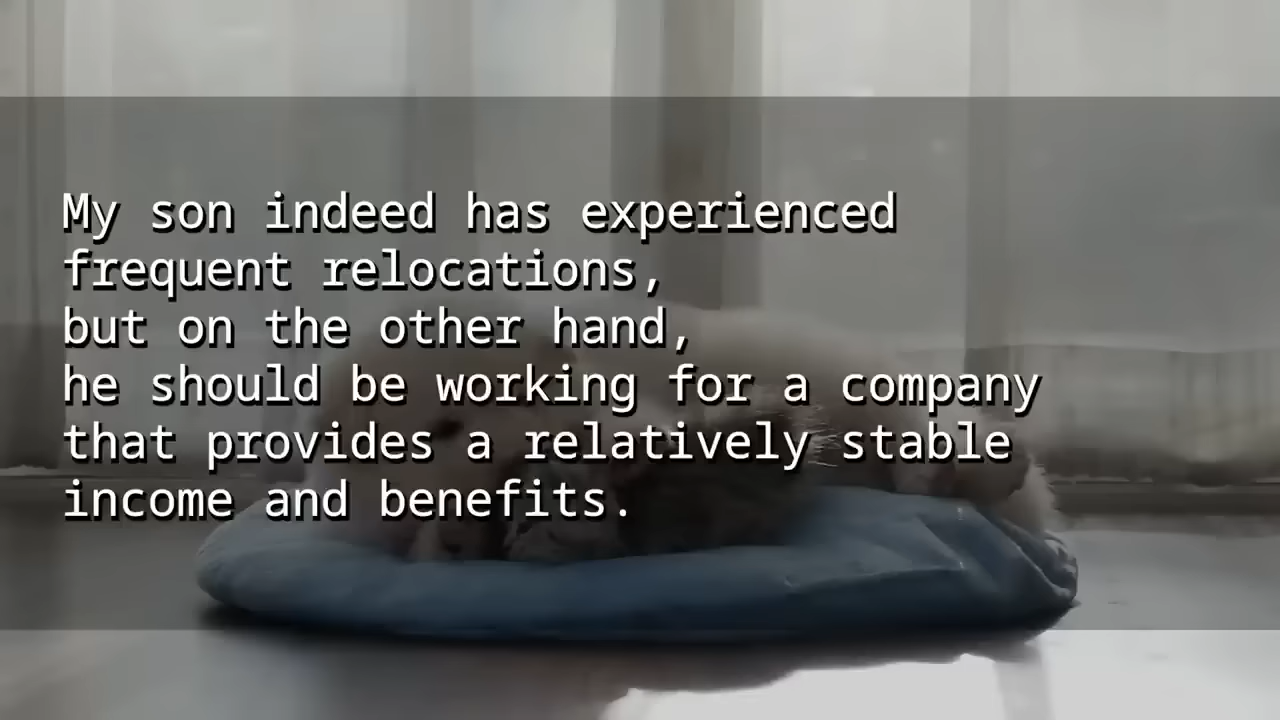 My son indeed has experienced
frequent relocations,
but on the other hand,
he should be working for a company
that provides a relatively stable
income and benefits.